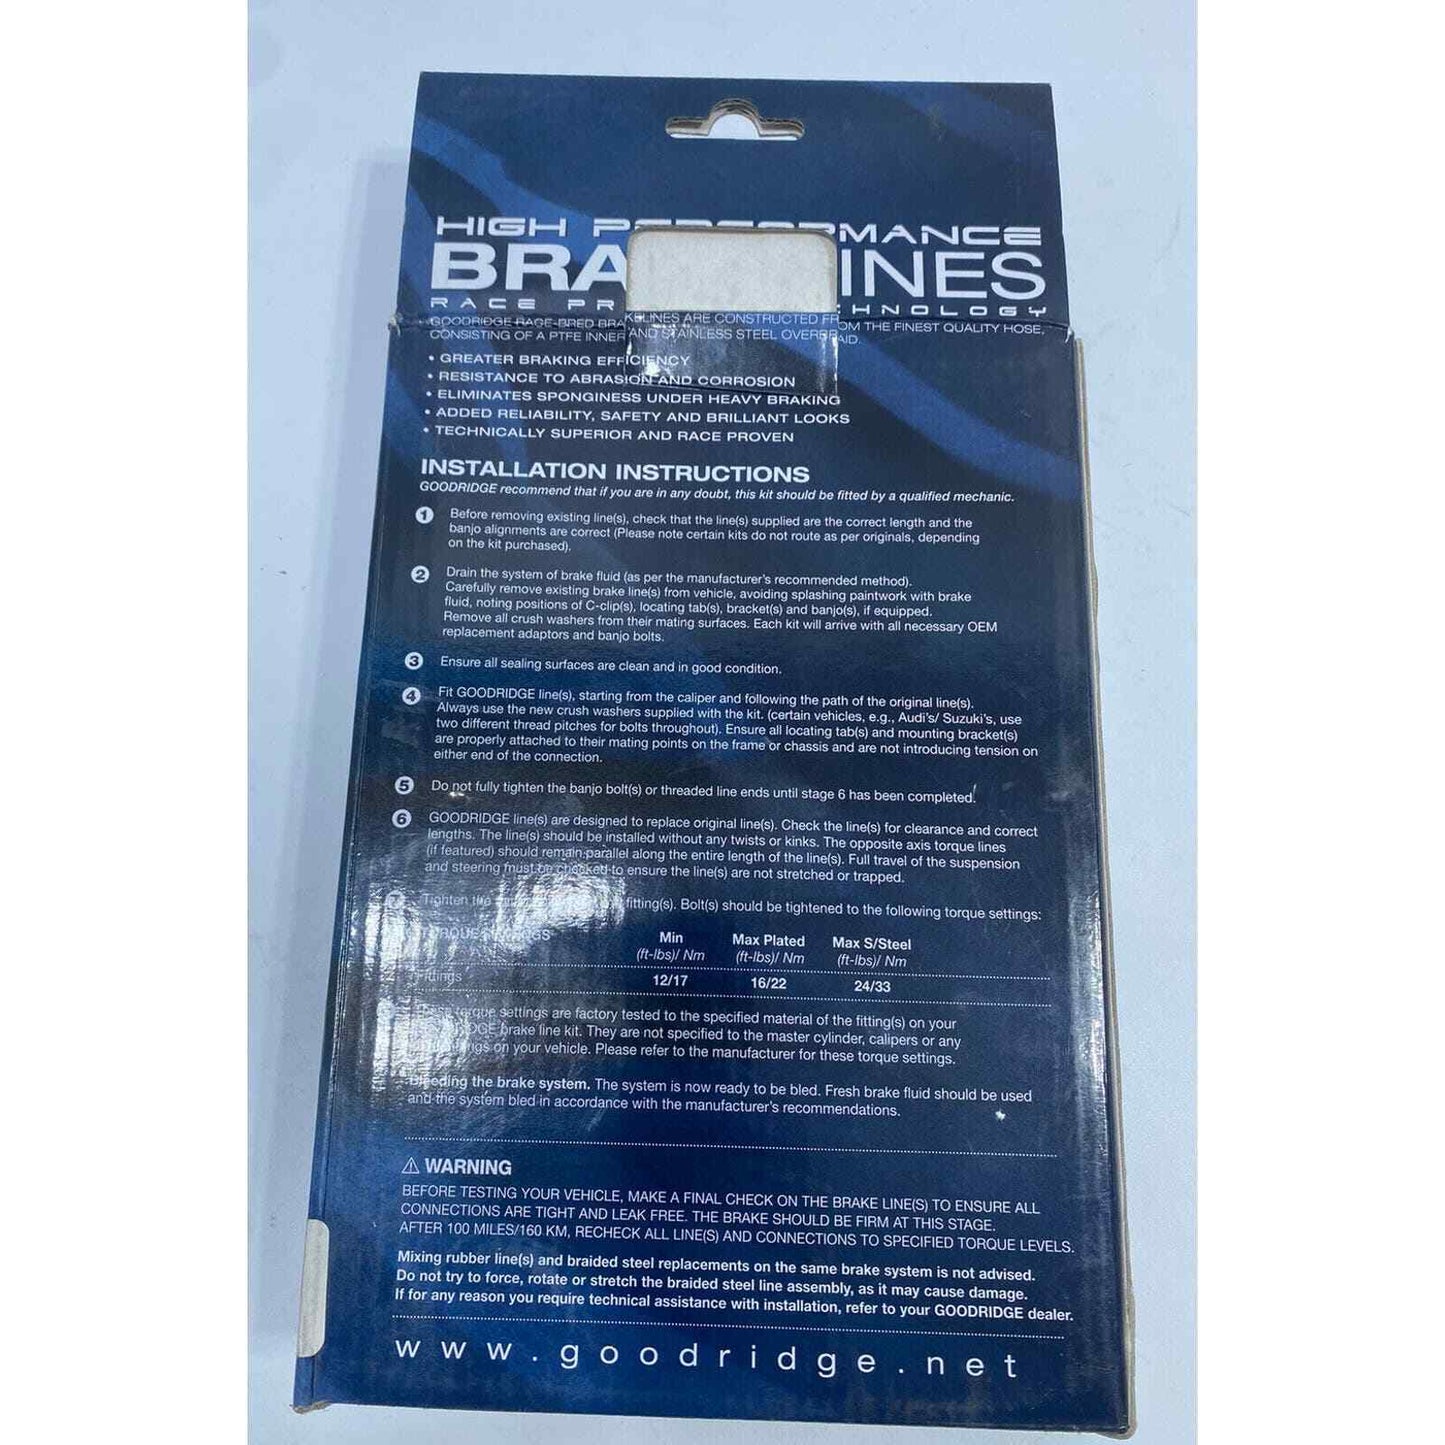 HIGH PERFORMANCE
BRA INES
RACE PR CHNOLOGY
GOODRIDGE RACE-BRED BRAKELINES ARE CONSTRUCTED FROM THE FINEST QUALITY HOSE,
CONSISTING OF A PTFE INNER AND STAINLESS STEEL OVERBRAID.
• GREATER BRAKING EFFICIENCY
• RESISTANCE TO ABRASION AND CORROSION
• ELIMINATES SPONGINESS UNDER HEAVY BRAKING
• ADDED RELIABILITY, SAFETY AND BRILLIANT LOOKS
• TECHNICALLY SUPERIOR AND RACE PROVEN
INSTALLATION INSTRUCTIONS
GOODRIDGE recommend that if you are in any doubt, this kit should be fitted by a qualified mechanic.
1 Before removing existing line(s), check that the line(s) supplied are the correct length and the
banjo alignments are correct (Please note certain kits do not route as per originals, depending
on the kit purchased).
2 Drain the system of brake fluid (as per the manufacturer's recommended method).
Carefully remove existing brake line(s) from vehicle, avoiding splashing paintwork with brake
fluid, noting positions of C-clip(s), locating tab(s), bracket(s) and banjo(s), if equipped.
Remove all crush washers from their mating surfaces. Each kit will arrive with all necessary OEM
replacement adaptors and banjo bolts.
3 Ensure all sealing surfaces are clean and in good condition.
4 Fit GOODRIDGE line(s), starting from the caliper and following the path of the original line(s).
Always use the new crush washers supplied with the kit. (certain vehicles, e.g., Audi's/ Suzuki's, use
two different thread pitches for bolts throughout). Ensure all locating tab(s) and mounting bracket(s)
are properly attached to their mating points on the frame or chassis and are not introducing tension on
either end of the connection.
5 Do not fully tighten the banjo bolt(s) or threaded line ends until stage 6 has been completed.
6 GOODRIDGE line(s) are designed to replace original line(s). Check the line(s) for clearance and correct
lengths. The line(s) should be installed without any twists or kinks. The opposite axis torque lines
(if featured) should remain parallel along the entire length of the line(s). Full travel of the suspension
and steering must be checked to ensure the line(s) are not stretched or trapped.
Tighten the fitting(s). Bolt(s) should be tightened to the following torque settings:
Min Max Plated Max S/Steel
(ft-lbs)/ Nm (ft-lbs)/ Nm (ft-lbs)/ Nm
Fittings 12/17 16/22 24/33
torque settings are factory tested to the specified material of the fitting(s) on your
brake line kit. They are not specified to the master cylinder, calipers or any
on your vehicle. Please refer to the manufacturer for these torque settings.
Bleeding the brake system. The system is now ready to be bled. Fresh brake fluid should be used
and the system bled in accordance with the manufacturer's recommendations.
⚠ WARNING
BEFORE TESTING YOUR VEHICLE, MAKE A FINAL CHECK ON THE BRAKE LINE(S) TO ENSURE ALL
CONNECTIONS ARE TIGHT AND LEAK FREE. THE BRAKE SHOULD BE FIRM AT THIS STAGE.
AFTER 100 MILES/160 KM, RECHECK ALL LINE(S) AND CONNECTIONS TO SPECIFIED TORQUE LEVELS.
Mixing rubber line(s) and braided steel replacements on the same brake system is not advised.
Do not try to force, rotate or stretch the braided steel line assembly, as it may cause damage.
If for any reason you require technical assistance with installation, refer to your GOODRIDGE dealer.
www.goodridge.net